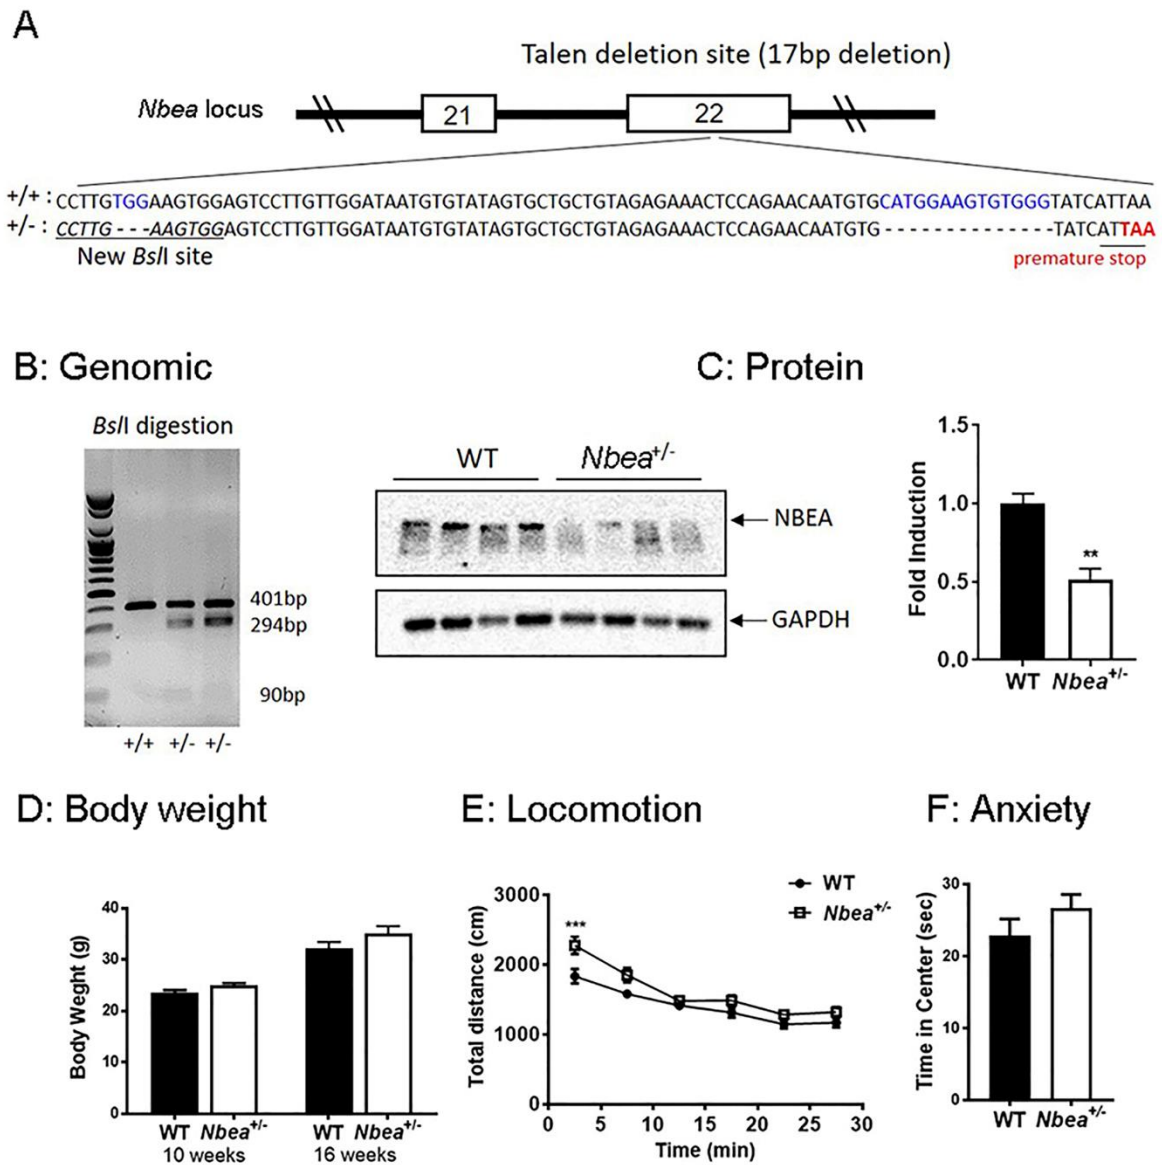 A
Talen deletion site (17bp deletion)
Nbea locus
21
22
+/+ : CCTTGTGGAAGTGGAGTCCTTGTTGGATAATGTGTATAGTGCTGCTGTAGAGAAACTCCAGAACAATGTGCATGGAAGTGTGGGTATCATTAA
+/- : CCTTG---AAGTGGAGTCCTTGTTGGATAATGTGTATAGTGCTGCTGTAGAGAAACTCCAGAACAATGTG--------------TATCATTAA
New BslI site
premature stop
B: Genomic
C: Protein
BslI digestion
401bp
294bp
90bp
+/+ +/- +/-
WT Nbea+/-
NBEA
GAPDH
Fold Induction
1.5
1.0
0.5
0.0
WT Nbea+/-
**
D: Body weight
E: Locomotion
F: Anxiety
Body Weght (g)
40
30
20
10
0
WT Nbea+/- WT Nbea+/-
10 weeks 16 weeks
WT
Nbea+/-
***
Total distance (cm)
3000
2000
1000
0
0 5 10 15 20 25 30
Time (min)
Time in Center (sec)
30
20
10
0
WT Nbea+/-